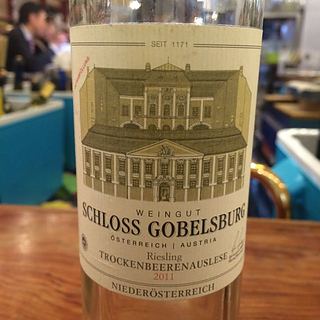 SEIT 1171
WEINGUT
SCHLOSS GOBELSBURG
ÖSTERREICH | AUSTRIA
Riesling
TROCKENBEERENAUSLESE
2011
NIEDERÖSTERREICH